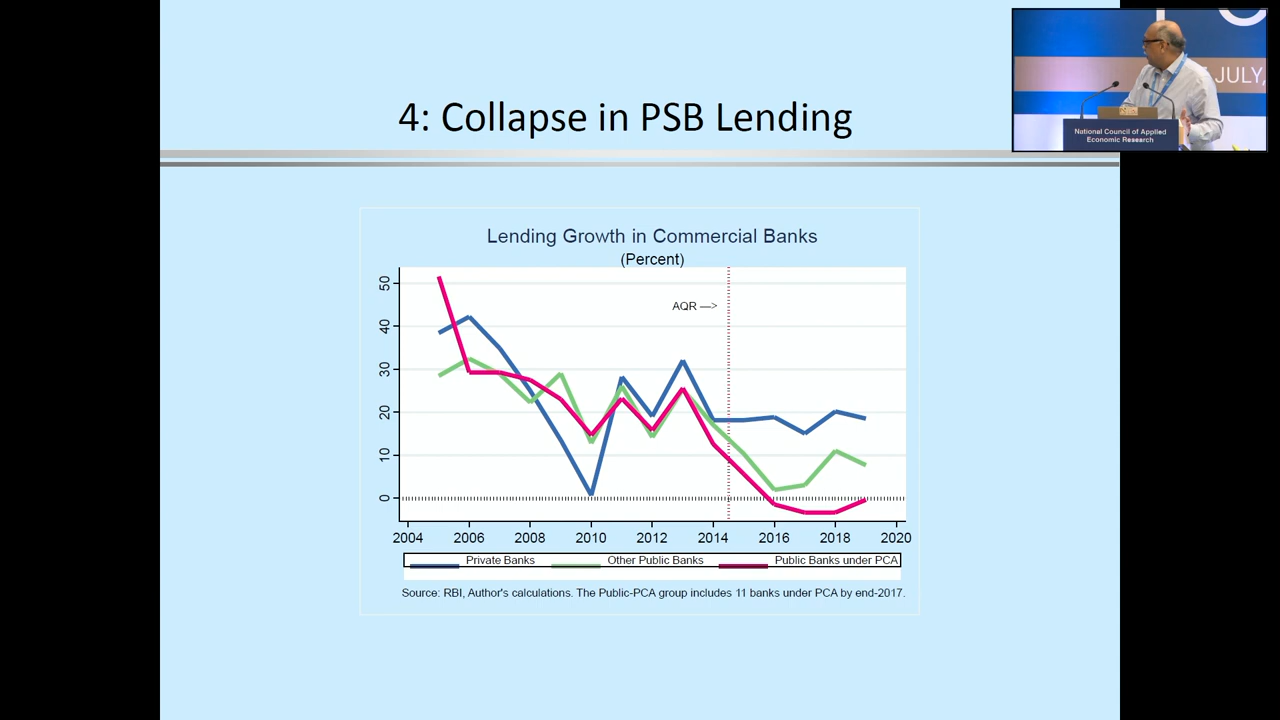 4: Collapse in PSB Lending
JULY,
National Council of Applied
Economic Research
Lending Growth in Commercial Banks
(Percent)
50
40
30
20
10
0
AQR —>
2004 2006 2008 2010 2012 2014 2016 2018 2020
Private Banks Other Public Banks Public Banks under PCA
Source: RBI, Author's calculations. The Public-PCA group includes 11 banks under PCA by end-2017.